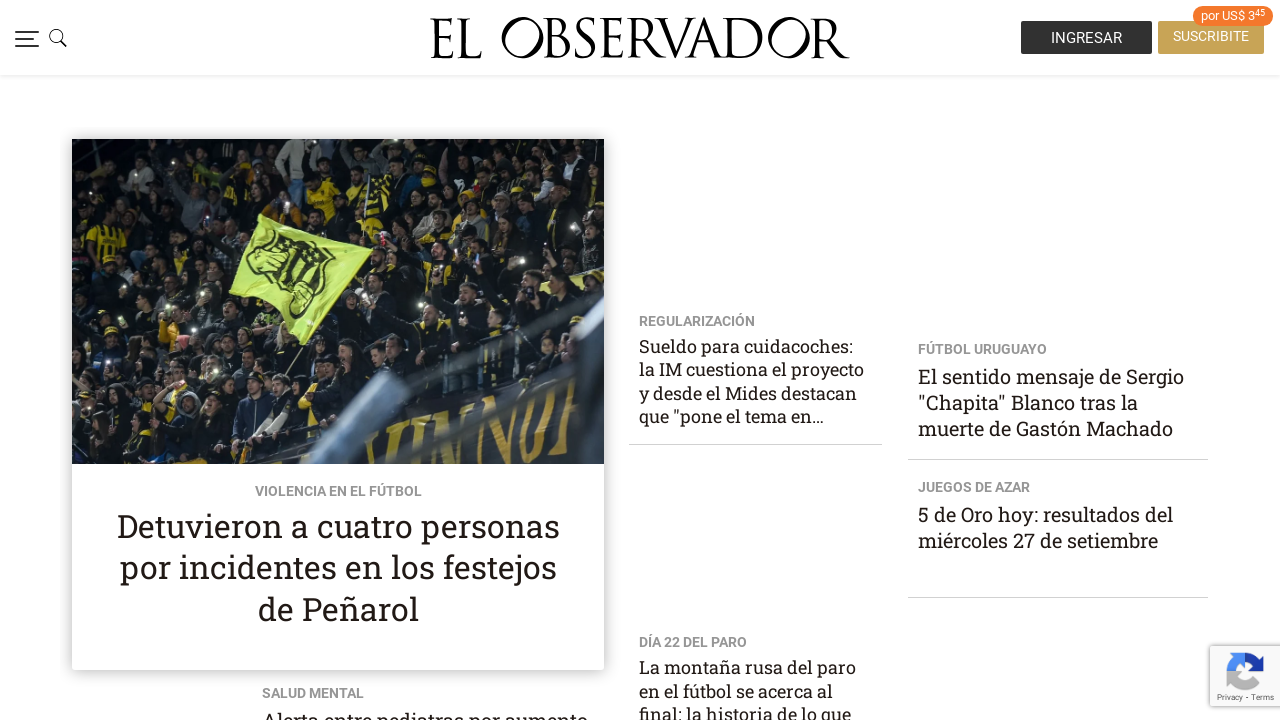 EL OBSERVADOR
INGRESAR
por US$ 3⁴⁵
SUSCRIBITE
VIOLENCIA EN EL FÚTBOL
Detuvieron a cuatro personas
por incidentes en los festejos
de Peñarol
SALUD MENTAL
Alerta entre pediatras por aumento
REGULARIZACIÓN
Sueldo para cuidacoches:
la IM cuestiona el proyecto
y desde el Mides destacan
que "pone el tema en...
DÍA 22 DEL PARO
La montaña rusa del paro
en el fútbol se acerca al
final: la historia de lo que
FÚTBOL URUGUAYO
El sentido mensaje de Sergio
"Chapita" Blanco tras la
muerte de Gastón Machado
JUEGOS DE AZAR
5 de Oro hoy: resultados del
miércoles 27 de setiembre
Privacy - Terms